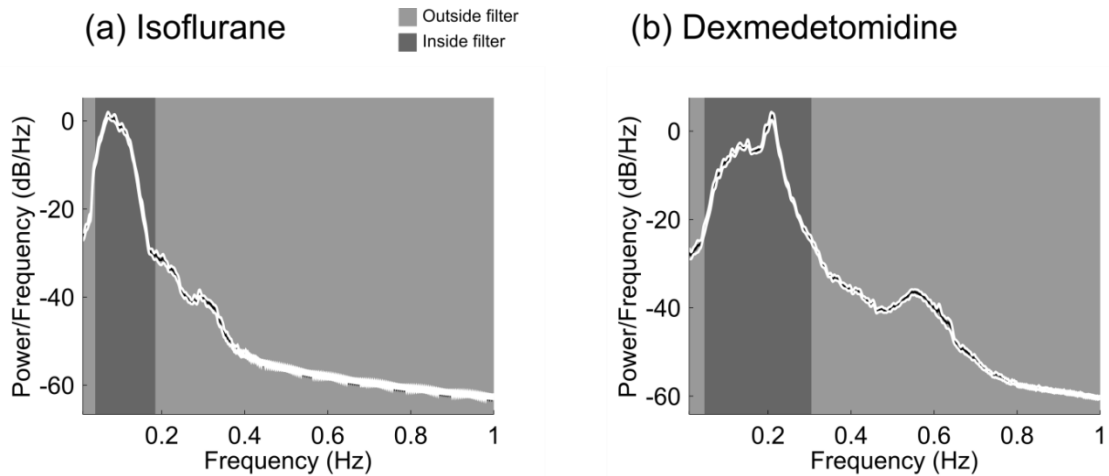 (a) Isoflurane
Outside filter
Inside filter
(b) Dexmedetomidine
Power/Frequency (dB/Hz)
0
-20
-40
-60
0.2
0.4
0.6
0.8
1
Frequency (Hz)
Power/Frequency (dB/Hz)
0
-20
-40
-60
0.2
0.4
0.6
0.8
1
Frequency (Hz)